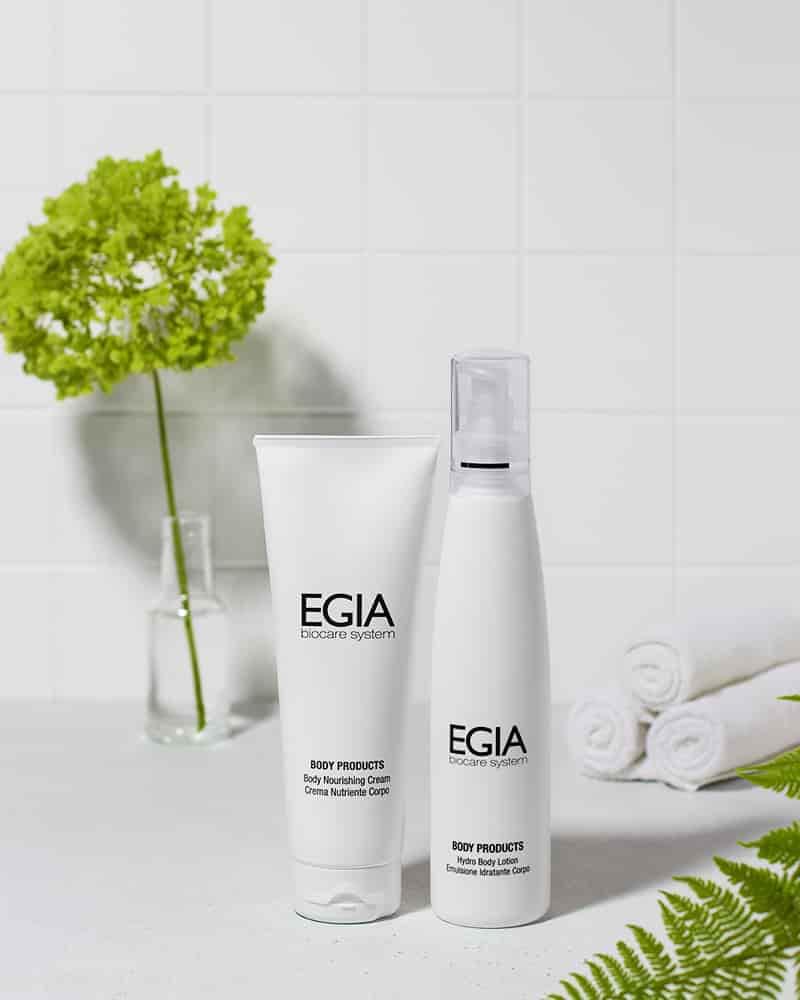 EGIA
biocare system
BODY PRODUCTS
Body Nourishing Cream
Crema Nutriente Corpo
EGIA
biocare system
BODY PRODUCTS
Hydro Body Lotion
Emulsione Idratante Corpo